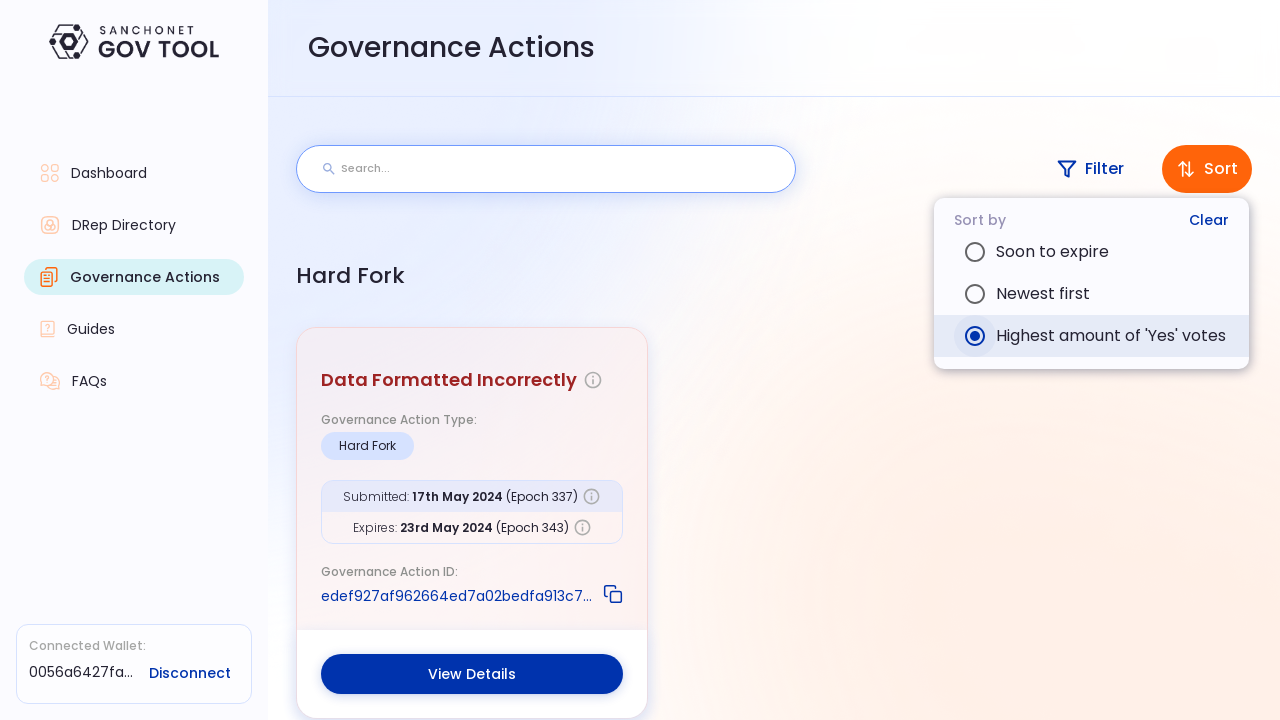 SANCHONET
GOV TOOL
Dashboard
DRep Directory
Governance Actions
Guides
FAQs
Connected Wallet:
0056a6427fa...
Disconnect
Governance Actions
Search...
Filter
Sort
Sort by
Clear
Soon to expire
Newest first
Highest amount of 'Yes' votes
Hard Fork
Data Formatted Incorrectly
Governance Action Type:
Hard Fork
Submitted: 17th May 2024 (Epoch 337)
Expires: 23rd May 2024 (Epoch 343)
Governance Action ID:
edef927af962664ed7a02bedfa913c7...
View Details